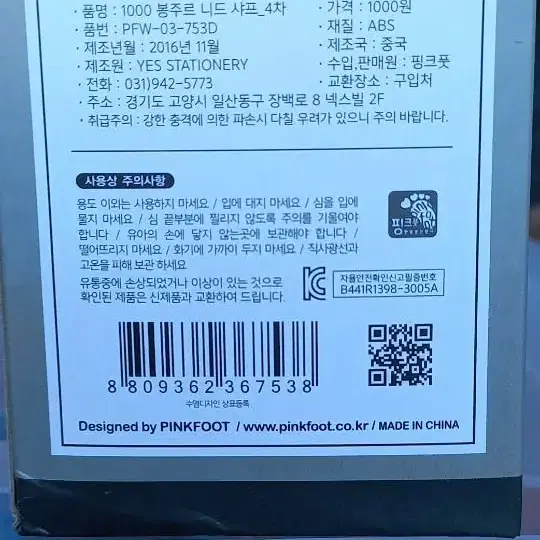 · 품명 : 1000 봉주르 니드 샤프_4차
· 가격 : 1000원
· 품번 : PFW-03-753D
· 재질 : ABS
· 제조년월 : 2016년 11월
· 제조국 : 중국
· 제조원 : YES STATIONERY
· 수입,판매원 : 핑크풋
· 전화 : 031)942-5773
· 교환장소 : 구입처
· 주소 : 경기도 고양시 일산동구 장백로 8 넥스빌 2F
· 취급주의 : 강한 충격에 의한 파손시 다칠 우려가 있으니 주의 바랍니다.
사용상 주의사항
용도 이외는 사용하지 마세요 / 입에 대지 마세요 / 심을 입에
물지 마세요 / 심 끝부분에 찔리지 않도록 주의를 기울여야
합니다 / 유아의 손에 닿지 않는곳에 보관해야 합니다 /
떨어뜨리지 마세요 / 화기에 가까이 두지 마세요 / 직사광선과
고온을 피해 보관 하세요
유통중에 손상되었거나 이상이 있는 것으로
확인된 제품은 신제품과 교환하여 드립니다.
핑크풋
자율안전확인신고필증번호
B441R1398-3005A
8 809362 367538
수영디자인 상표등록
Designed by PINKFOOT / www.pinkfoot.co.kr / MADE IN CHINA